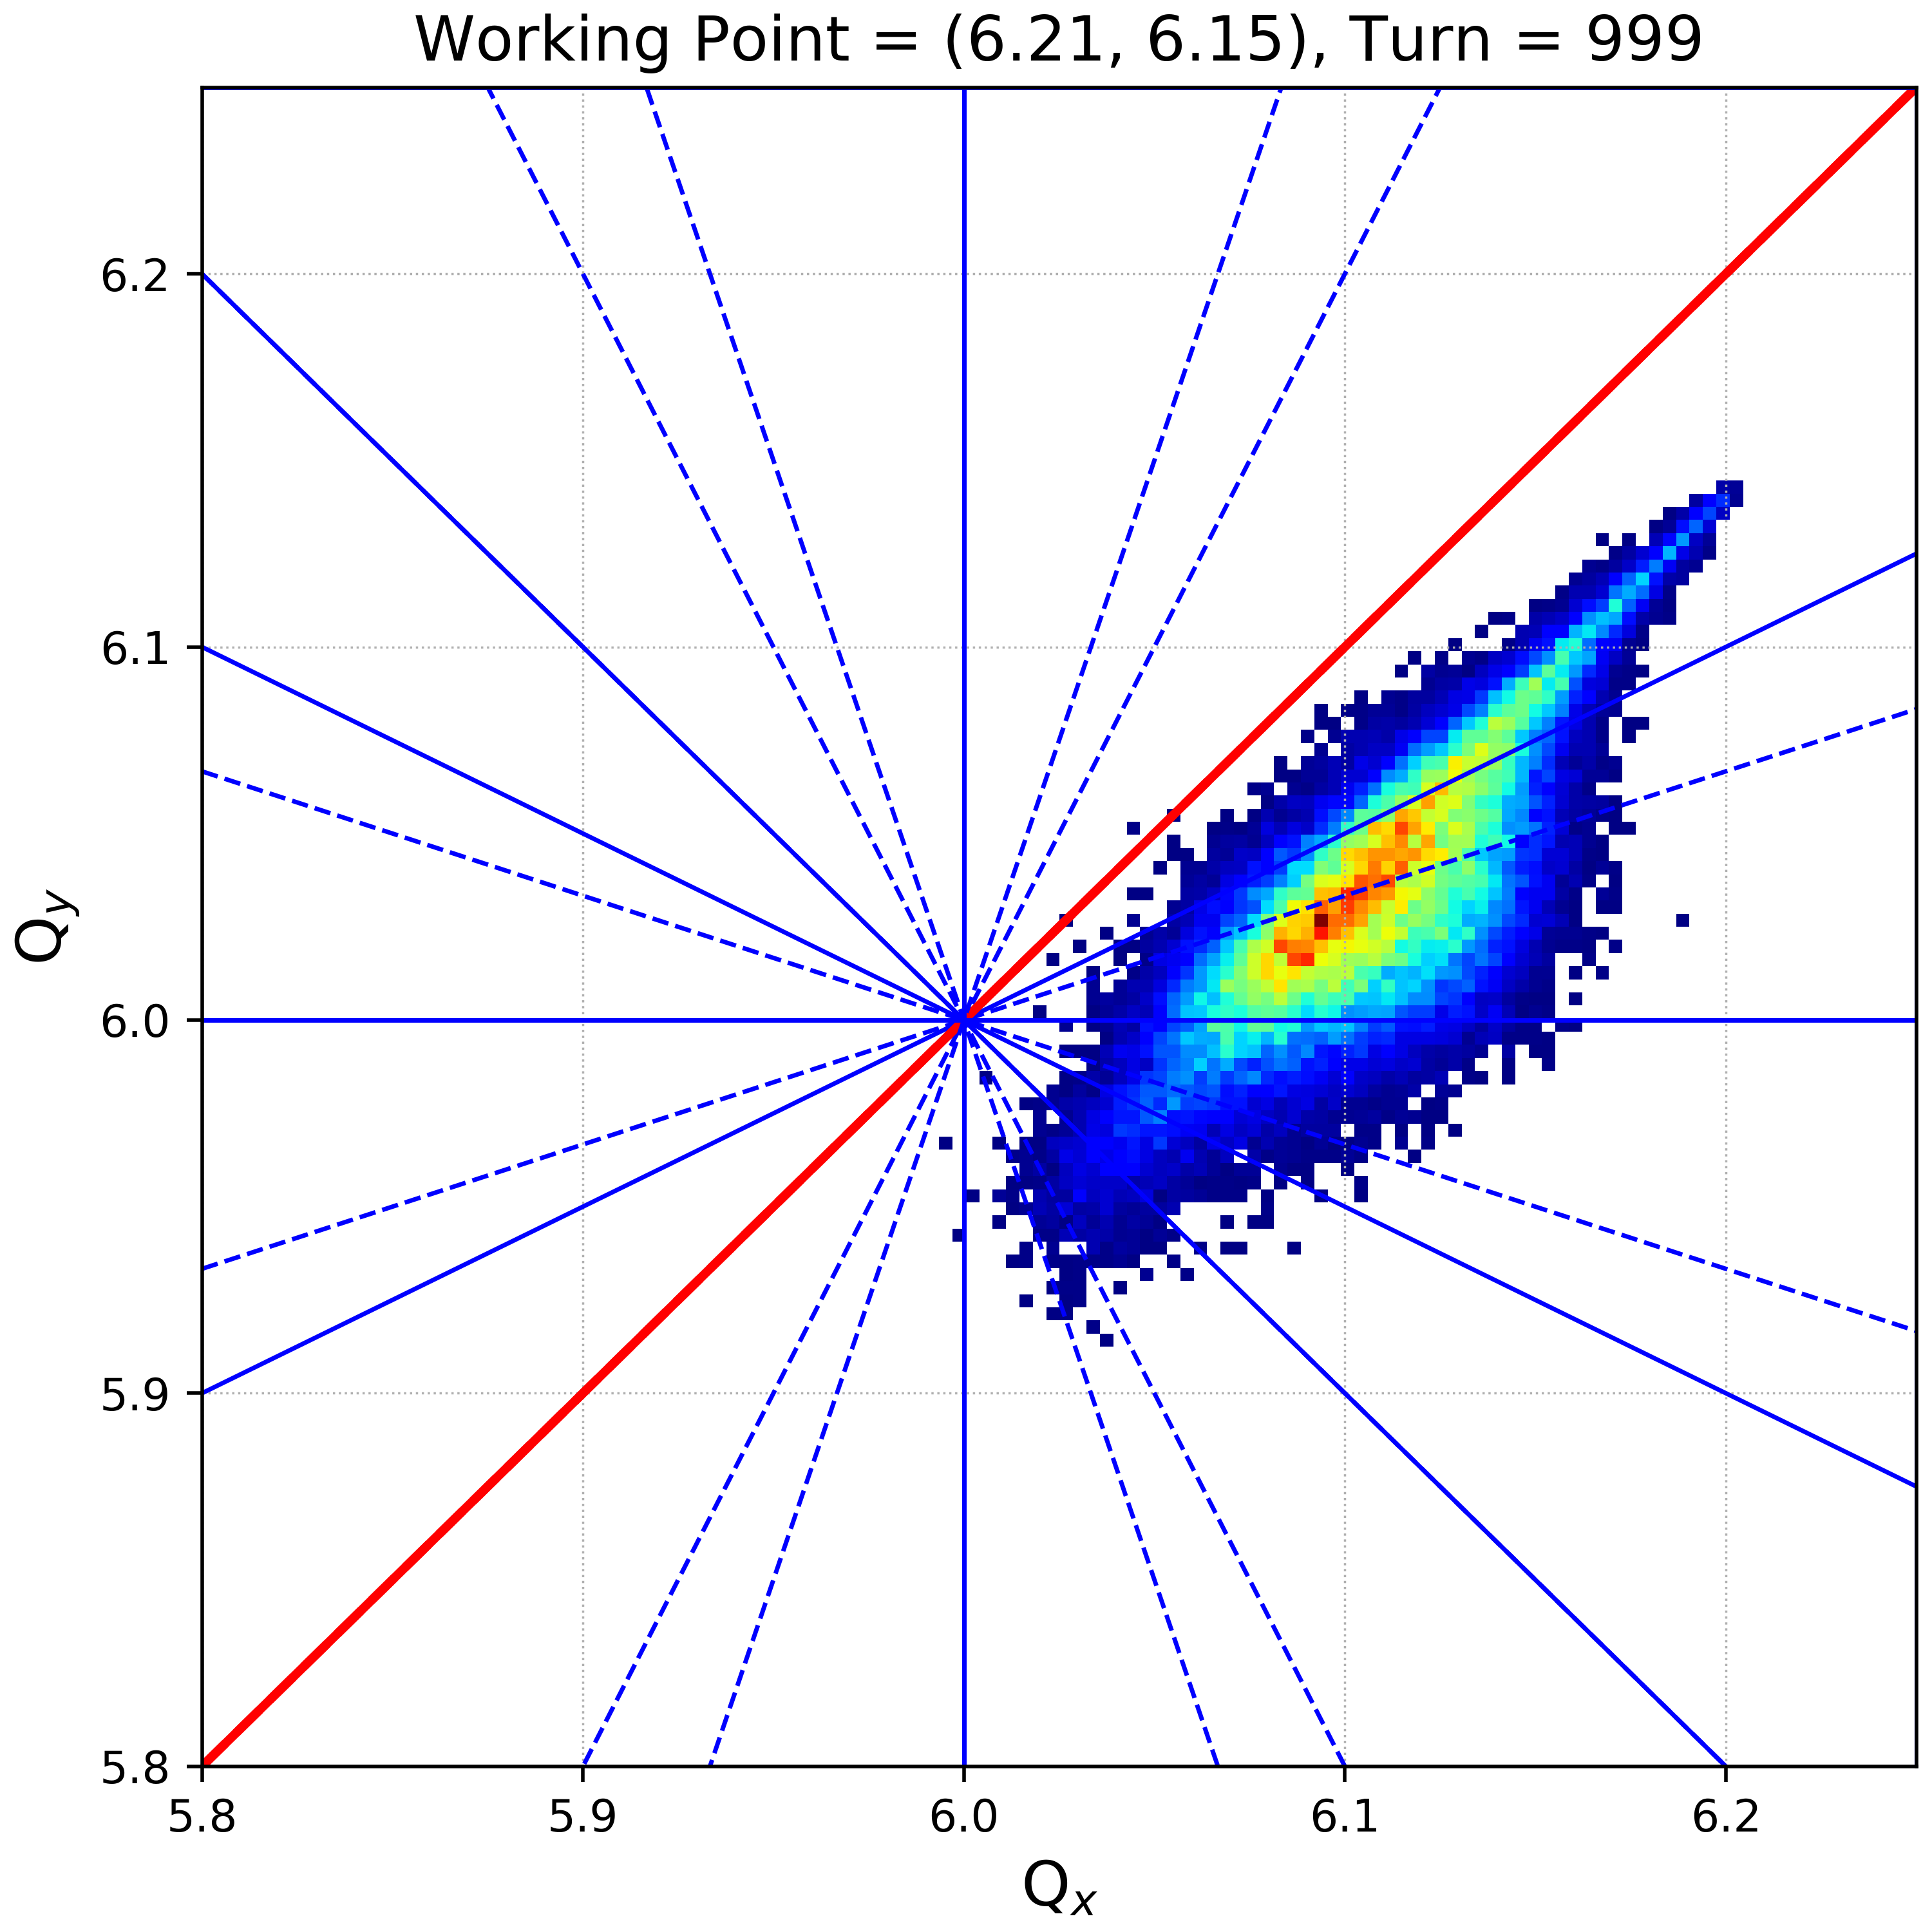 Working Point = (6.21, 6.15), Turn = 999
6.2
6.1
6.0
5.9
5.8
Qy
5.8 5.9 6.0 6.1 6.2
Qx